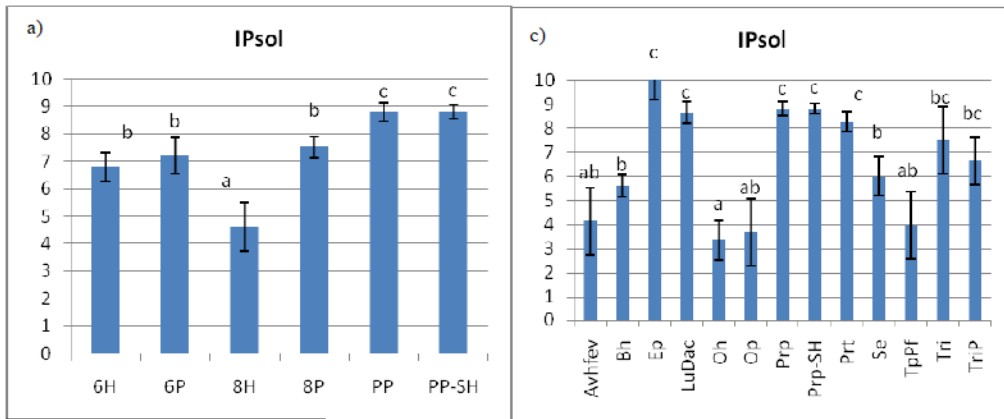 a)
IPsol
10
9
8
7
6
5
4
3
2
1
0
b
b
a
b
c
c
6H 6P 8H 8P PP PP-SH
c)
IPsol
10
9
8
7
6
5
4
3
2
1
0
ab
b
c
c
a
ab
c
c
c
b
ab
bc
bc
Avhfev Bh Ep LuDac Oh Op Prp Prp-SH Prt Se TpPf Tri TriP